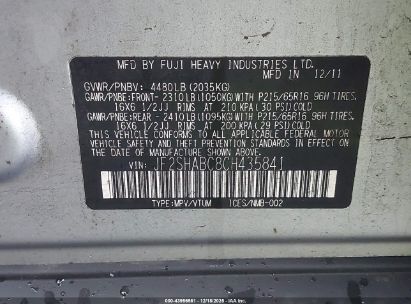 MFD BY FUJI HEAVY INDUSTRIES LTD.
MFD IN 12/11
GVWR/PNBV: 4480LB (2035KG)
GAWR/PNBE:FRONT- 2310LB(1050KG)WITH P215/65R16 96H TIRES.
16X6 1/2JJ RIMS AT 210 KPA (30 PSI)COLD
GAWR/PNBE:REAR - 2410LB(1095KG)WITH P215/65R16 96H TIRES.
16X6 1/2JJ RIMS AT 200 KPA(29 PSI)COLD
THIS VEHICLE CONFORMS TO ALL APPLICABLE FEDERAL MOTOR
VEHICLE SAFETY AND THEFT PREVENTION STANDARDS IN EFFECT
ON THE DATE OF MANUFACTURE SHOWN ABOVE.
VIN: JF2SHABC8CH435841
TYPE:MPV/VTUM ICES/NMB-002
12/15/2025